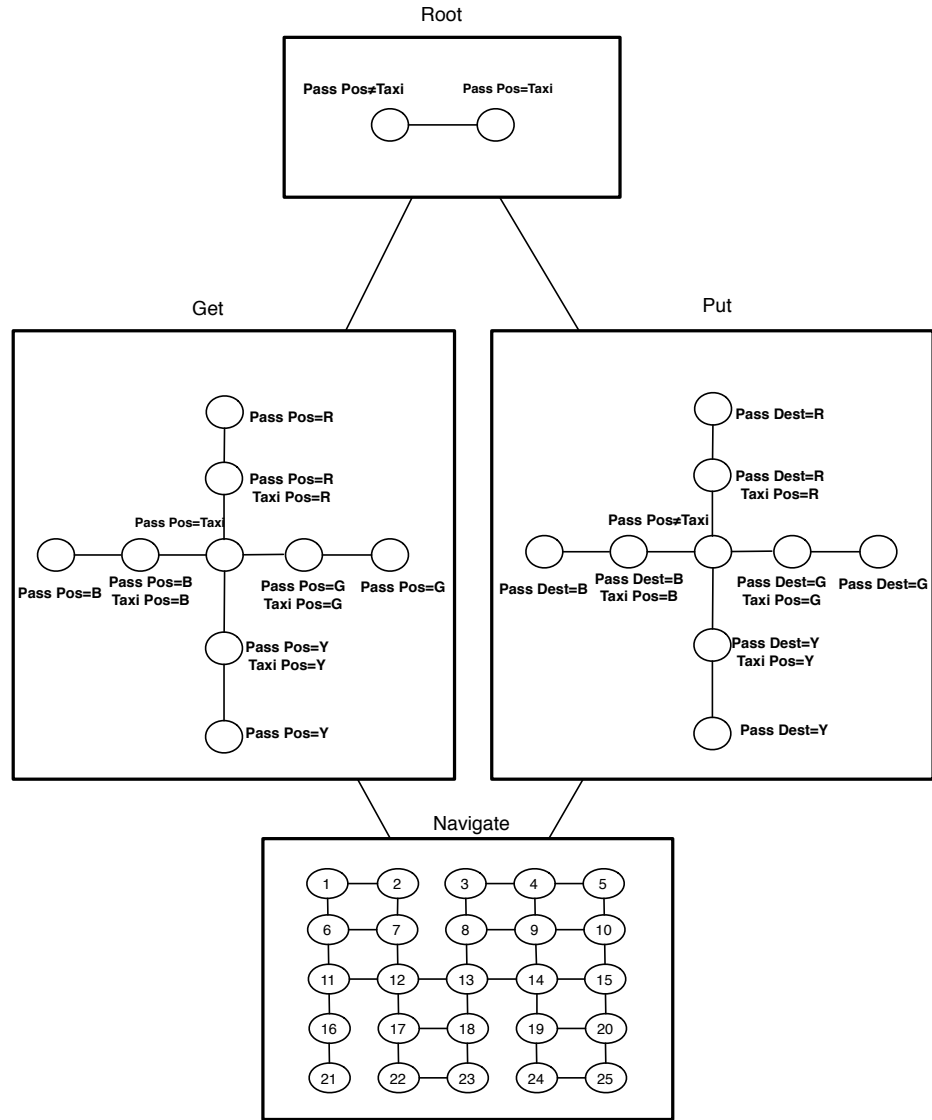 Root
Pass Pos≠Taxi
Pass Pos=Taxi
Get
Put
Pass Pos=R
Pass Pos=R
Taxi Pos=R
Pass Pos=Taxi
Pass Pos=B
Pass Pos=B
Taxi Pos=B
Pass Pos=G
Taxi Pos=G
Pass Pos=G
Pass Pos=Y
Taxi Pos=Y
Pass Pos=Y
Pass Dest=R
Pass Dest=R
Taxi Pos=R
Pass Pos≠Taxi
Pass Dest=B
Pass Dest=B
Taxi Pos=B
Pass Dest=G
Taxi Pos=G
Pass Dest=G
Pass Dest=Y
Taxi Pos=Y
Pass Dest=Y
Navigate
1 2 3 4 5
6 7 8 9 10
11 12 13 14 15
16 17 18 19 20
21 22 23 24 25